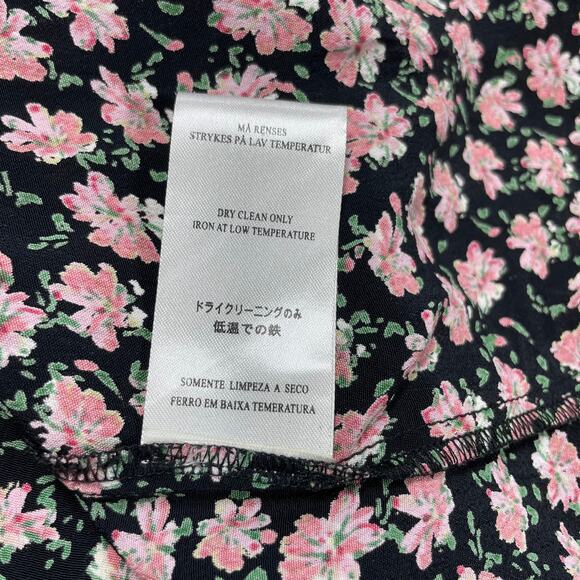 MÅ RENSES
STRYKES PÅ LAV TEMPERATUR
DRY CLEAN ONLY
IRON AT LOW TEMPERATURE
ドライクリーニングのみ
低温での鉄
SOMENTE LIMPEZA A SECO
FERRO EM BAIXA TEMERATURA